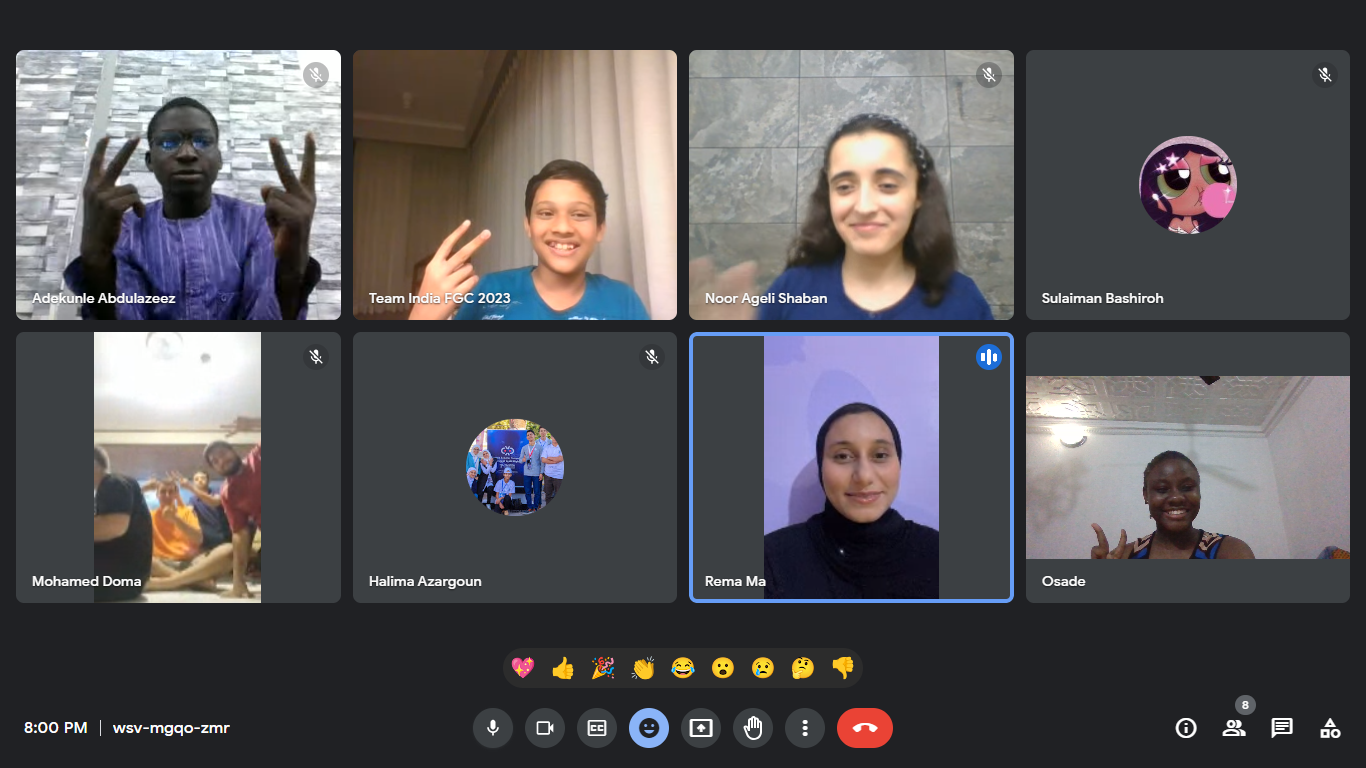 Adekunle Abdulazeez
Team India FGC 2023
Noor Ageli Shaban
Sulaiman Bashiroh
Mohamed Doma
Halima Azargoun
Rema Ma
Osade
8:00 PM | wsv-mgqo-zmr
CC
8